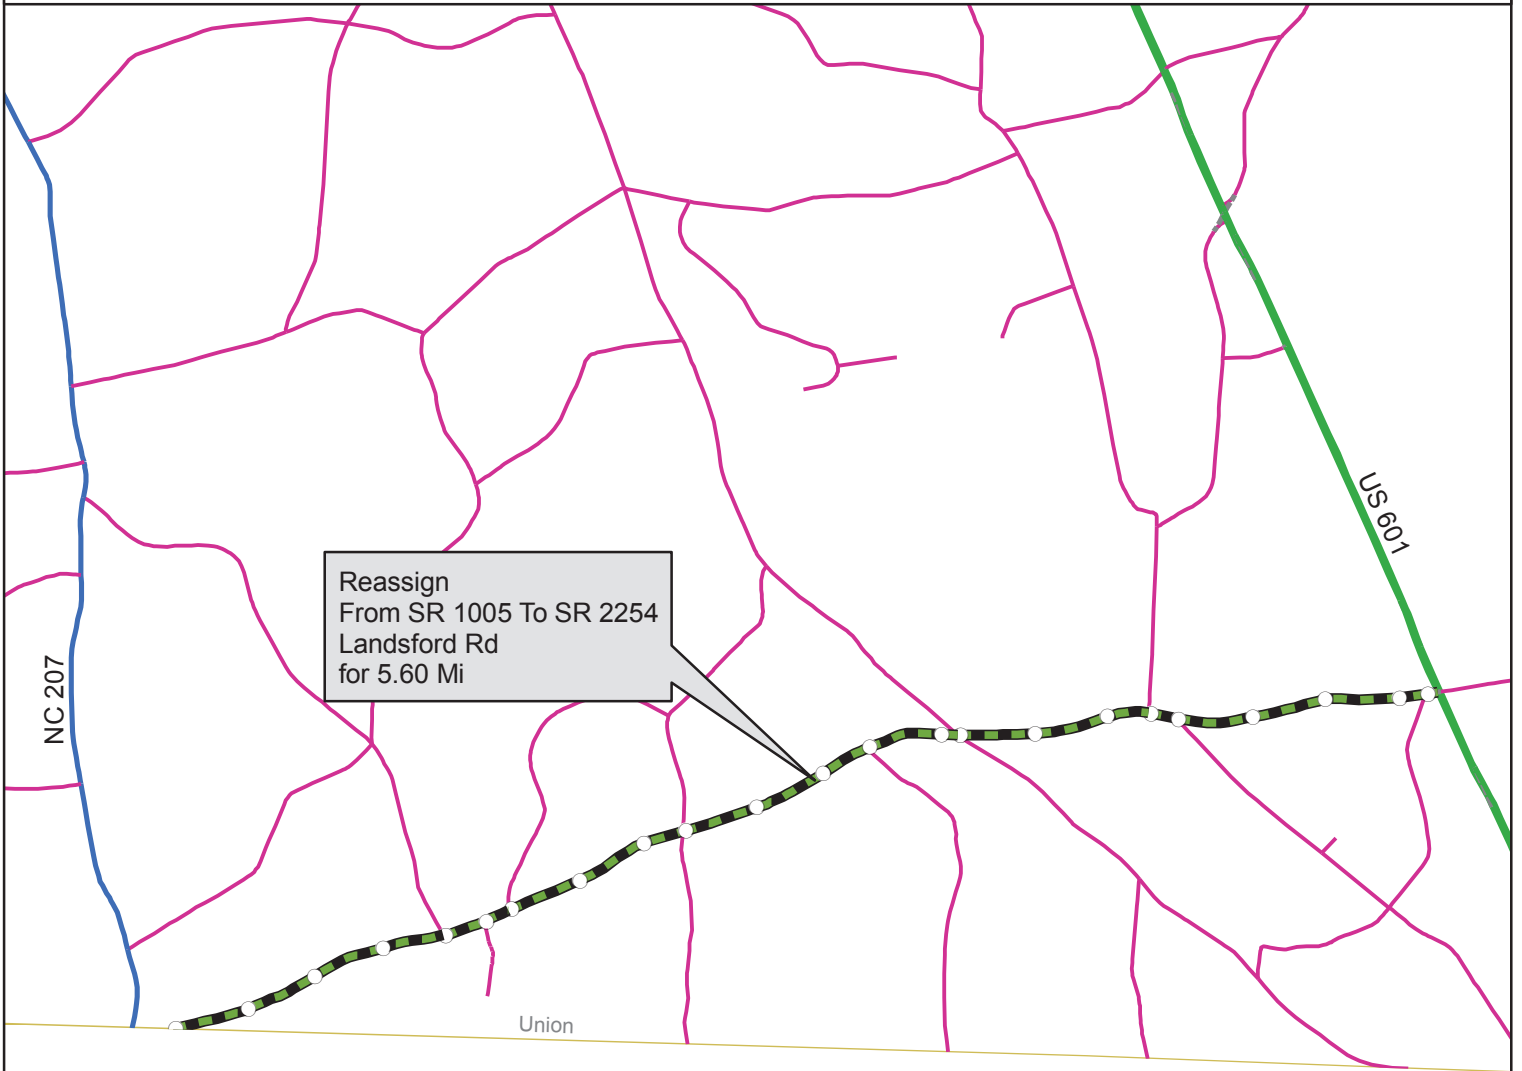 US 601
Reassign
From SR 1005 To SR 2254
Landsford Rd
for 5.60 Mi
NC 207
Union